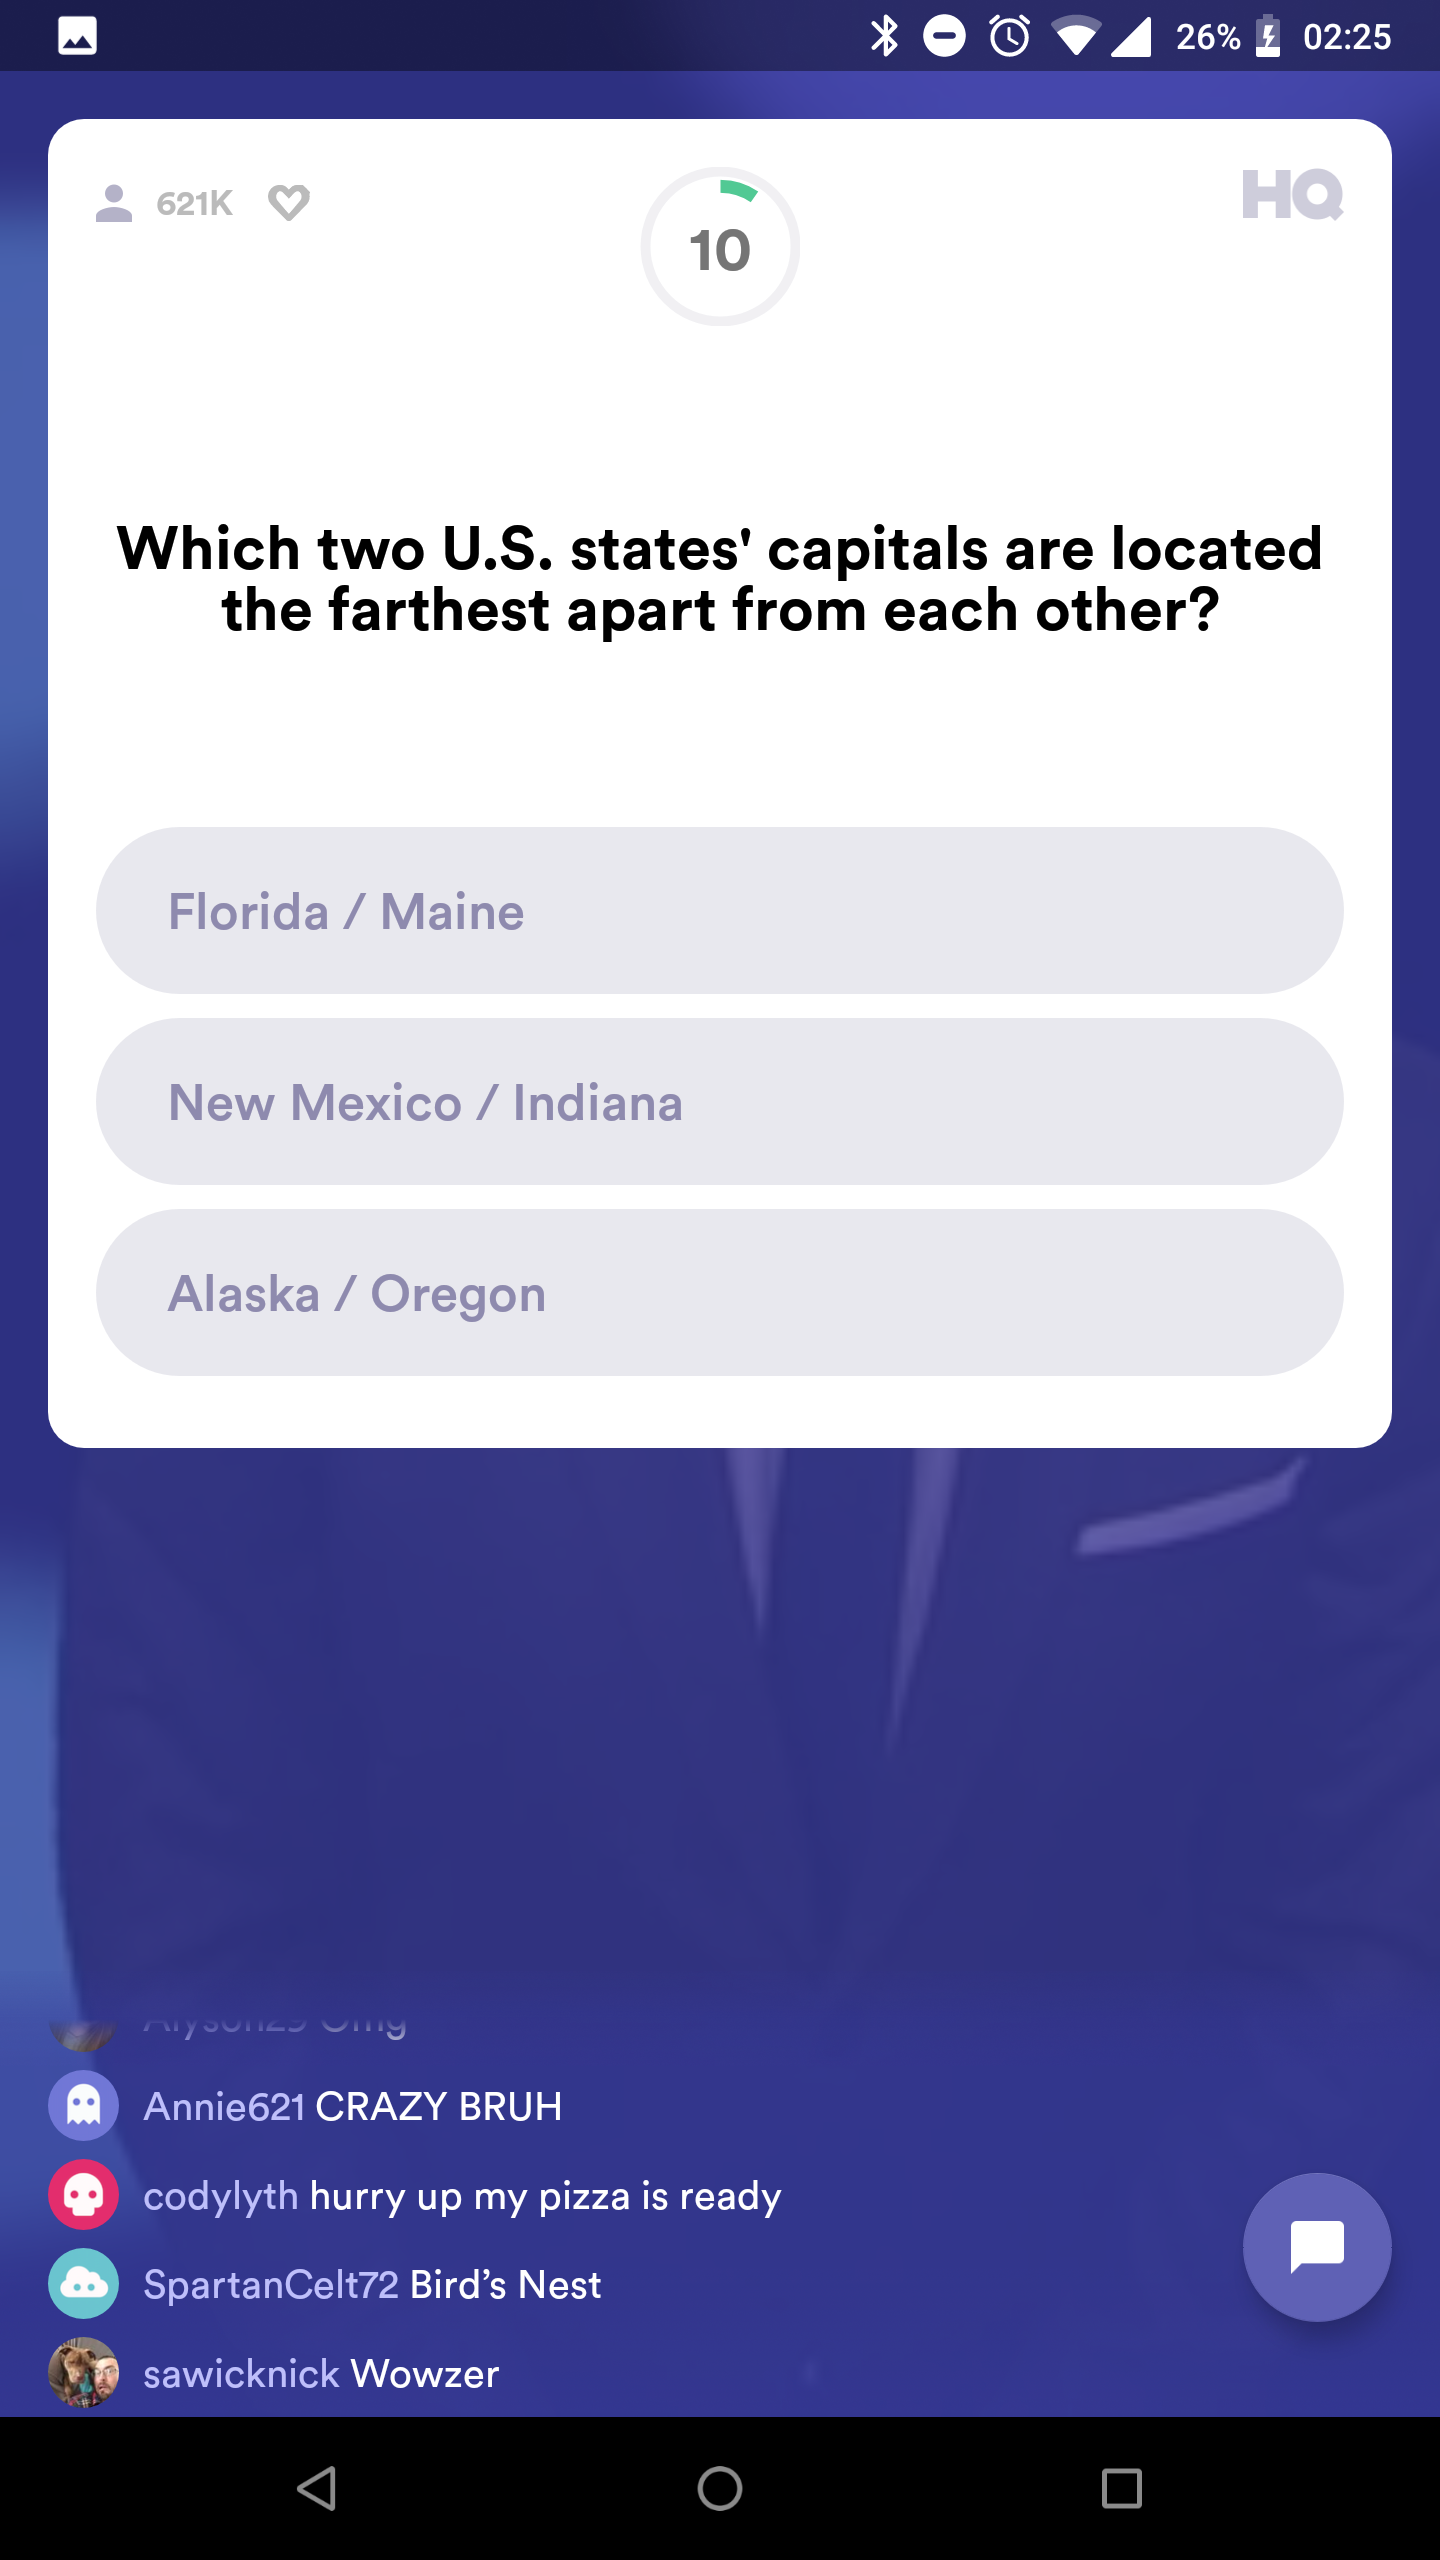 26% 02:25
621K
10
HQ
Which two U.S. states' capitals are located
the farthest apart from each other?
Florida / Maine
New Mexico / Indiana
Alaska / Oregon
Alyson29 Omg
Annie621 CRAZY BRUH
codylyth hurry up my pizza is ready
SpartanCelt72 Bird's Nest
sawicknick Wowzer